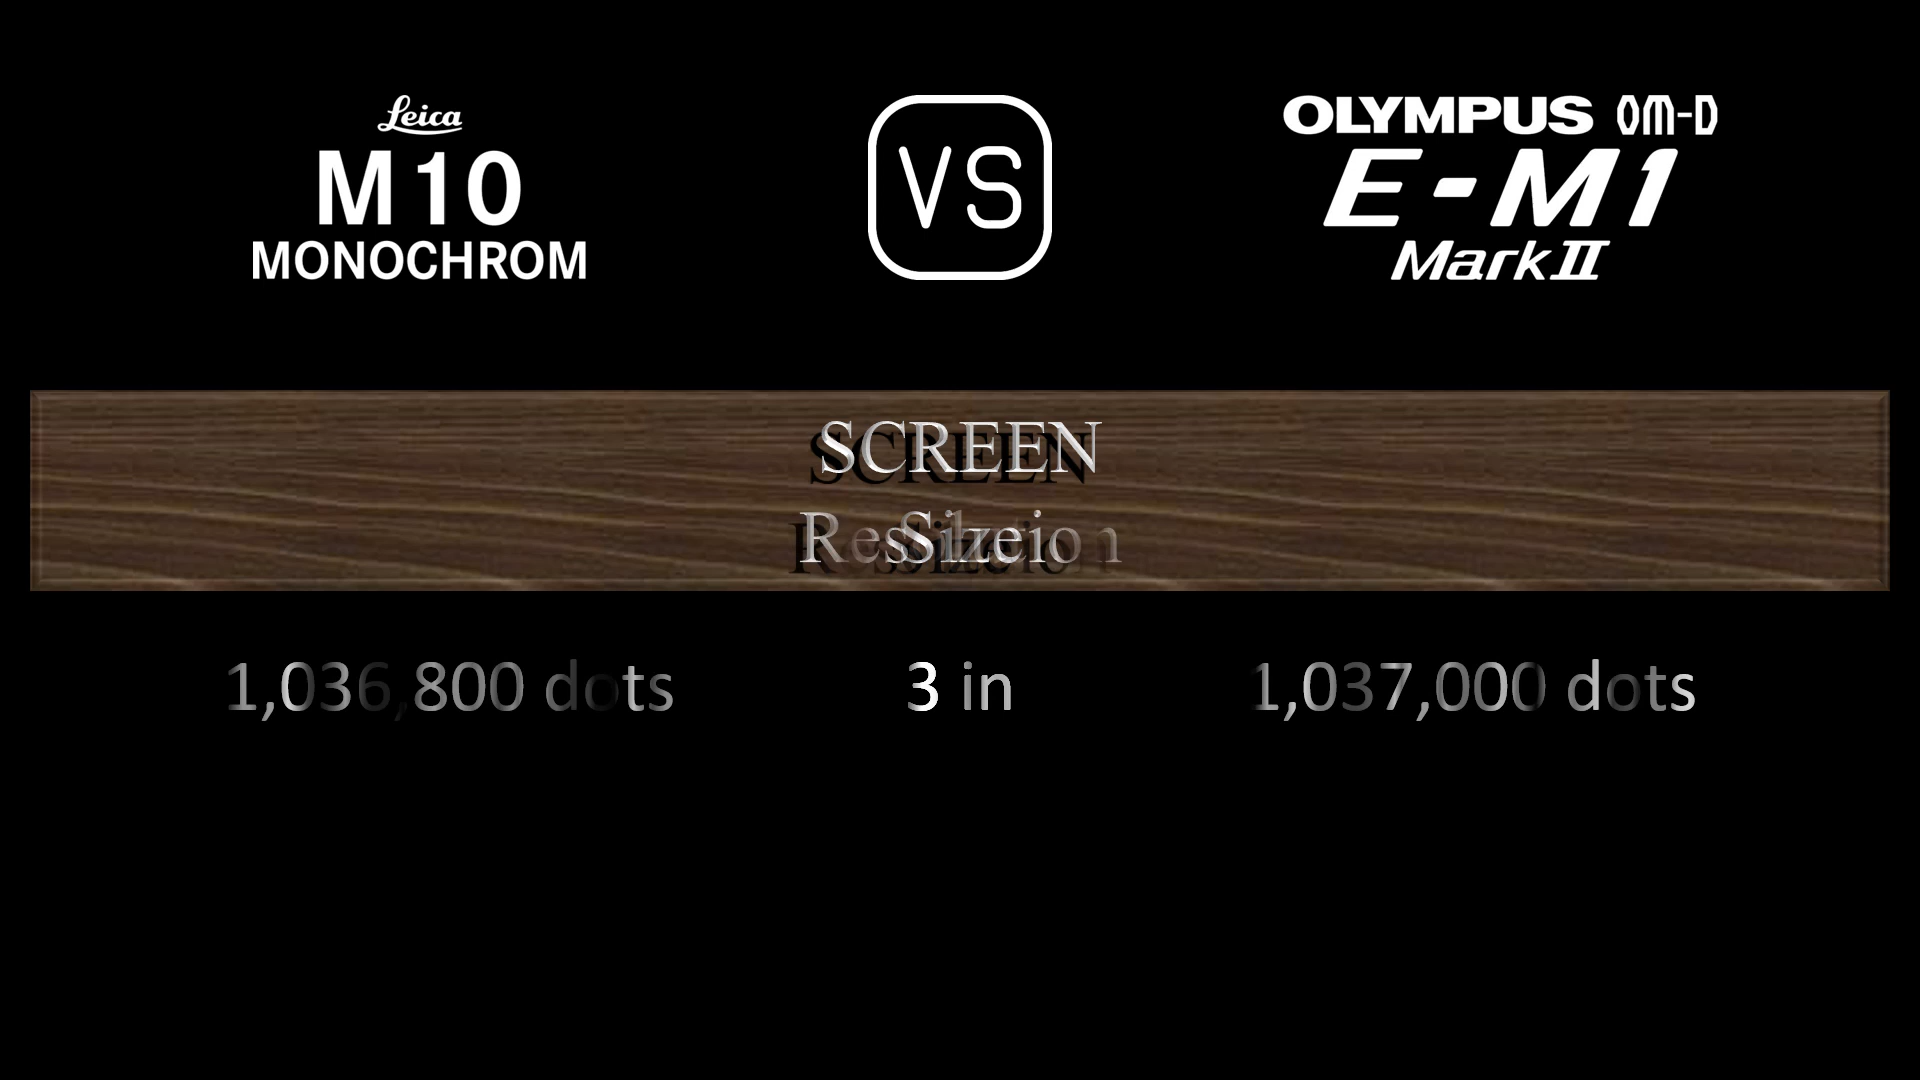 Leica
M10
MONOCHROM
VS
OLYMPUS OM-D
E-M1
Mark II
SCREEN
Size
1,036,800 dots
3 in
1,037,000 dots